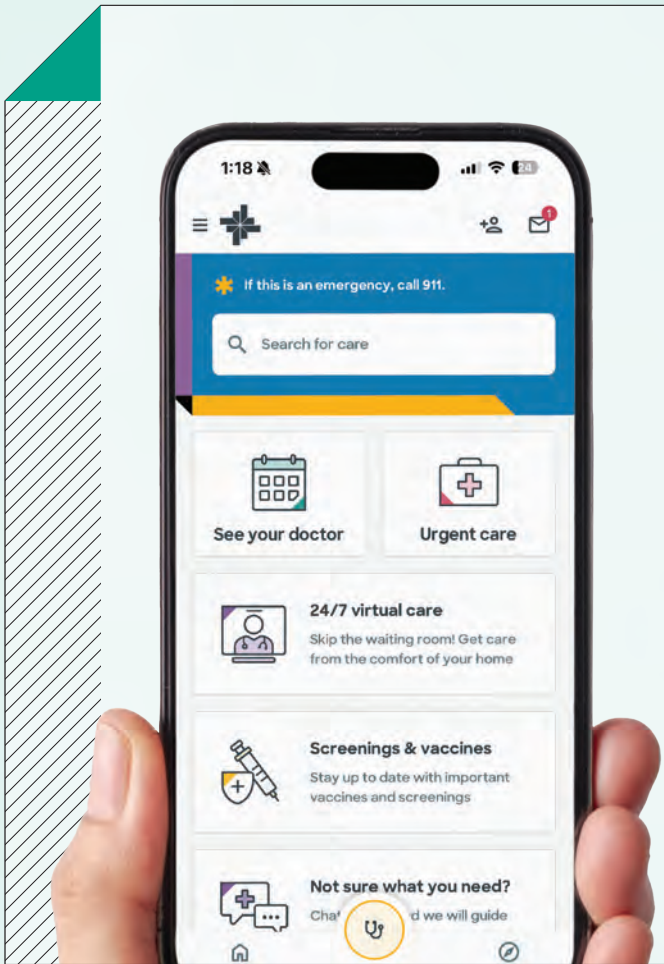 1:18
24
1
If this is an emergency, call 911.
Search for care
See your doctor
Urgent care
24/7 virtual care
Skip the waiting room! Get care
from the comfort of your home
Screenings & vaccines
Stay up to date with important
vaccines and screenings
Not sure what you need?
d we will guide